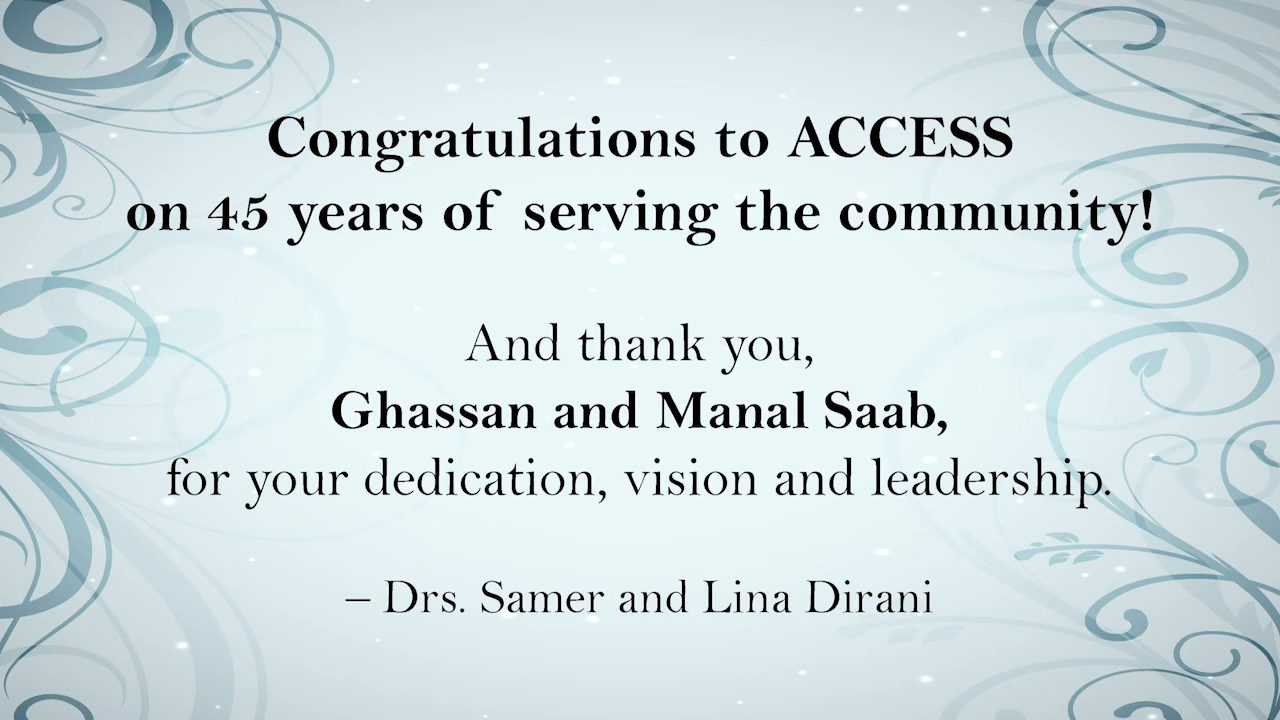 Congratulations to ACCESS
on 45 years of serving the community!
And thank you,
Ghassan and Manal Saab,
for your dedication, vision and leadership.
– Drs. Samer and Lina Dirani